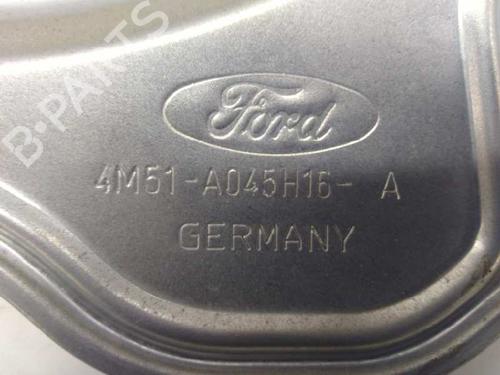 B-PARTS
Ford
4M51-A045H16- A
GERMANY